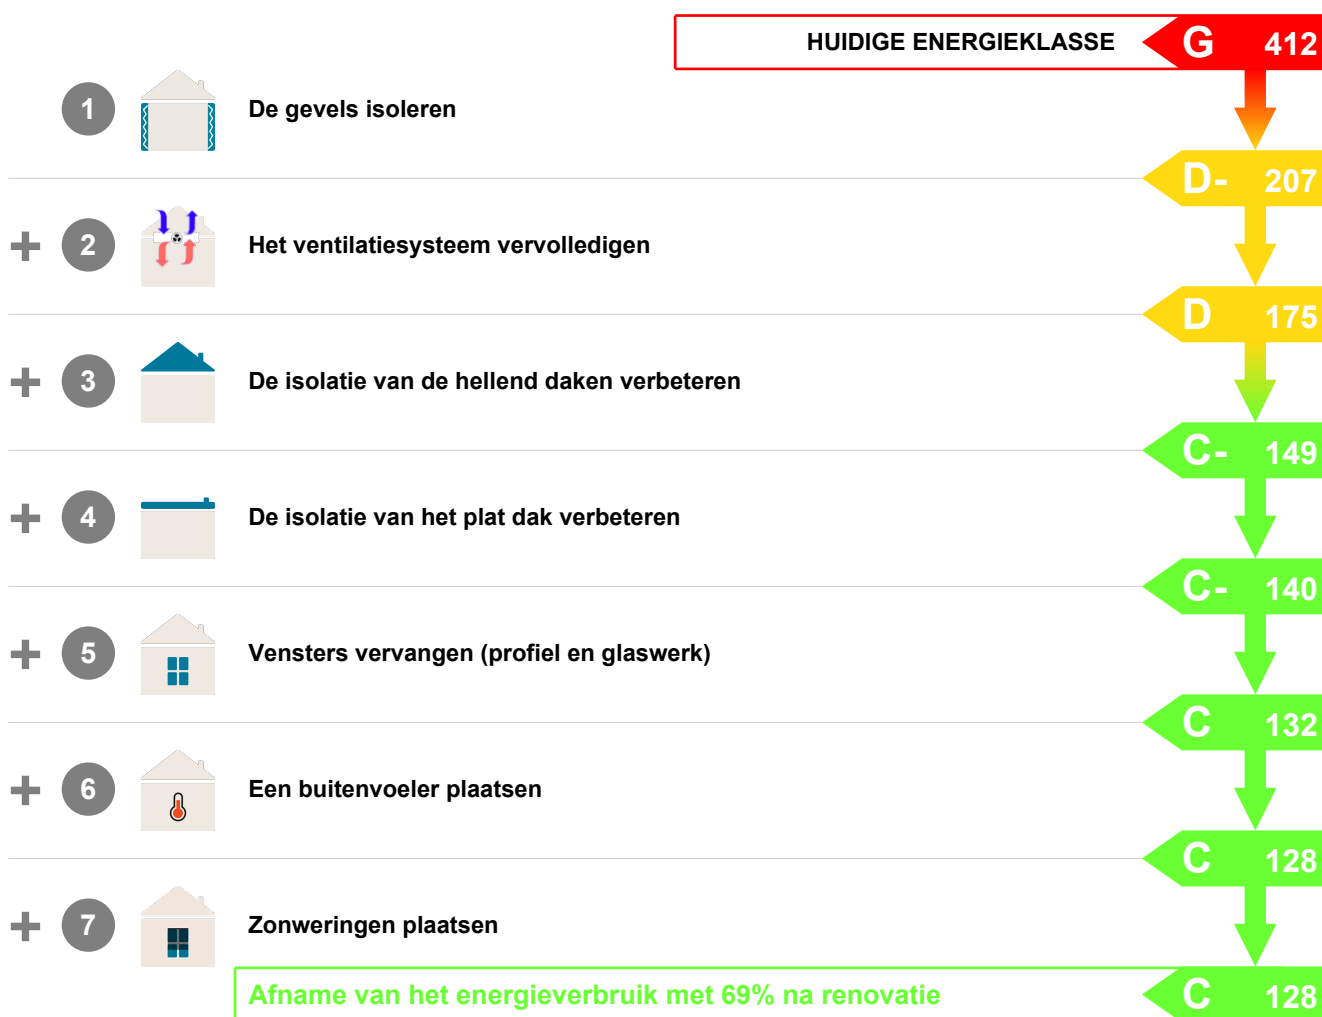 HUIDIGE ENERGIEKLASSE G 412
1 De gevels isoleren
D- 207
+ 2 Het ventilatiesysteem vervolledigen
D 175
+ 3 De isolatie van de hellend daken verbeteren
C- 149
+ 4 De isolatie van het plat dak verbeteren
C- 140
+ 5 Vensters vervangen (profiel en glaswerk)
C 132
+ 6 Een buitenvoeler plaatsen
C 128
+ 7 Zonweringen plaatsen
Afname van het energieverbruik met 69% na renovatie C 128